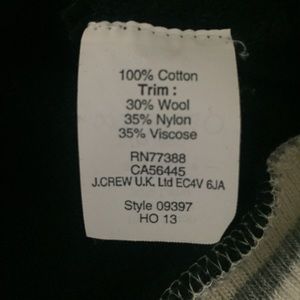 100% Cotton
Trim :
30% Wool
35% Nylon
35% Viscose
RN77388
CA56445
J.CREW U.K. Ltd EC4V 6JA
Style 09397
HO 13